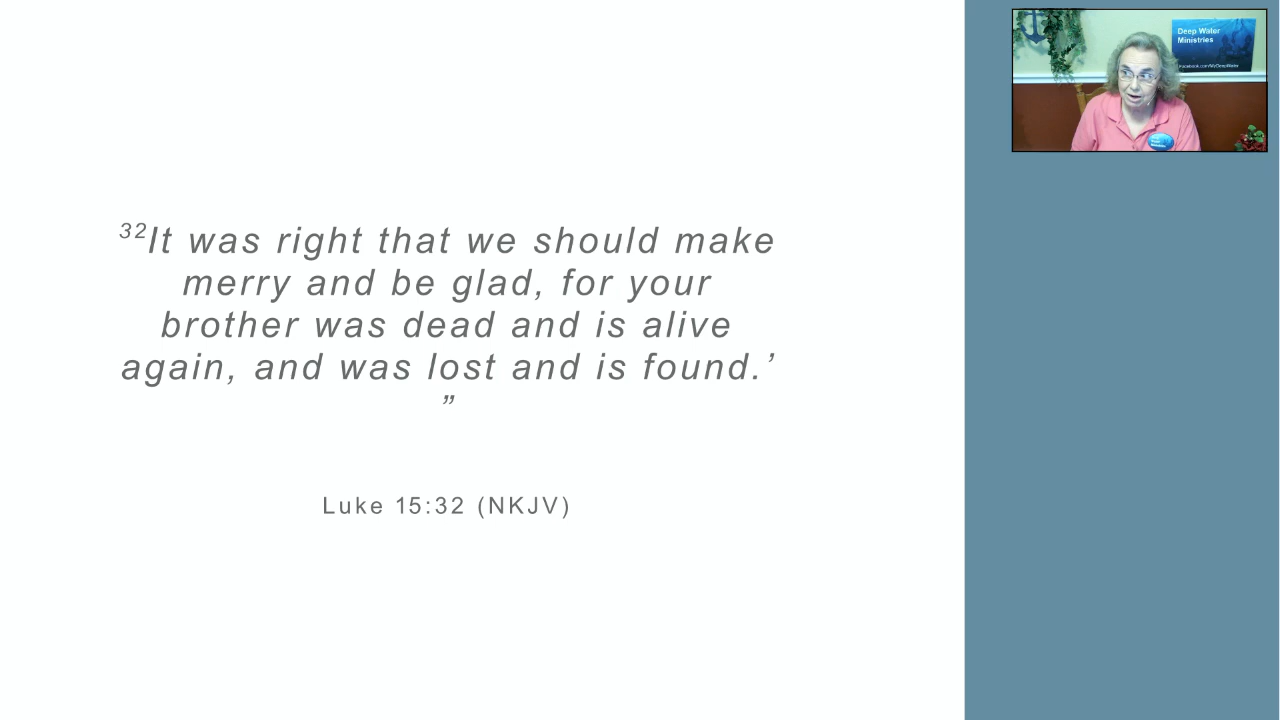 ³²It was right that we should make
merry and be glad, for your
brother was dead and is alive
again, and was lost and is found.’
”
Luke 15:32 (NKJV)
Deep Water
Ministries